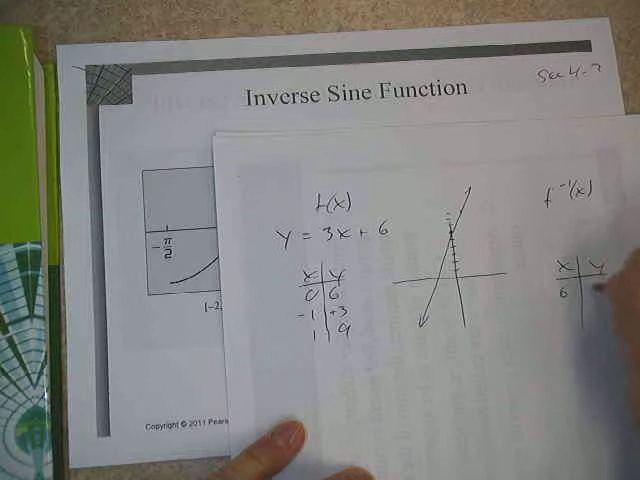 Inverse Sine Function
Sec 4-7
f(x)
f⁻¹(x)
y = 3x + 6
x y
0 6
-1 +3
1 9
x y
6
-π/2
[-2
Copyright © 2011 Pears